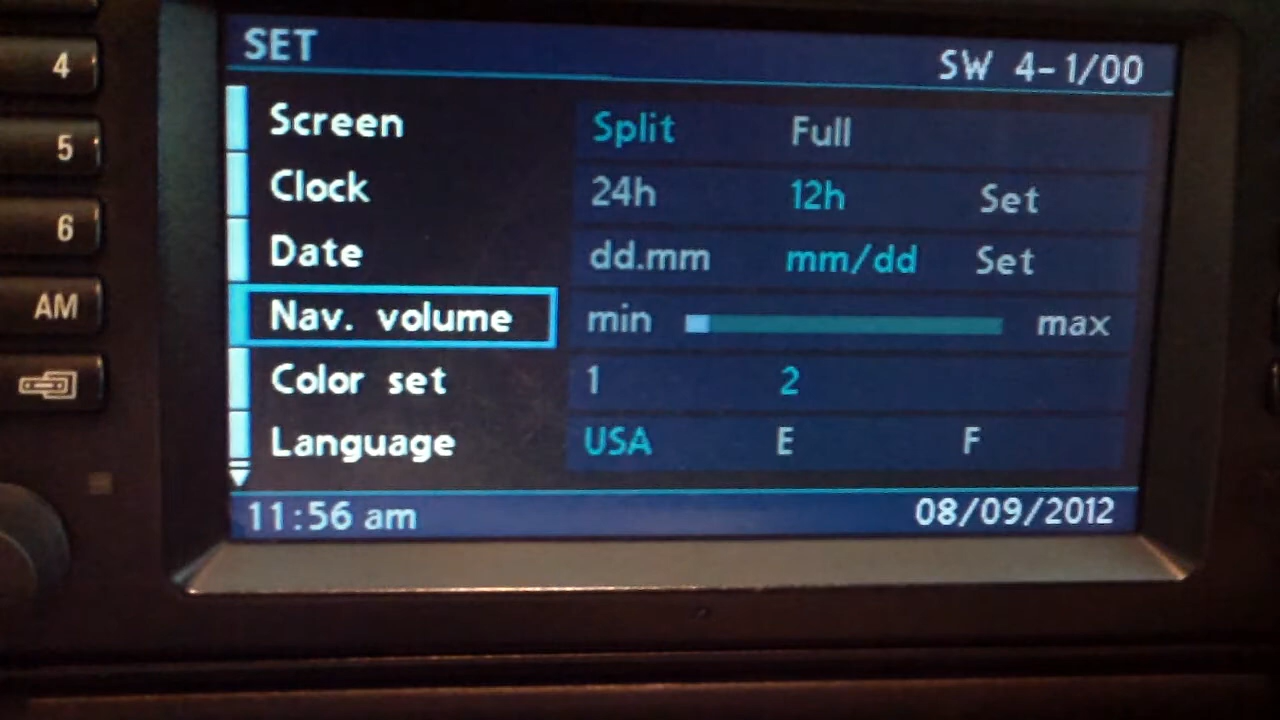 4
5
6
AM
SET SW 4-1/00
Screen Split Full
Clock 24h 12h Set
Date dd.mm mm/dd Set
Nav. volume min max
Color set 1 2
Language USA E F
11:56 am 08/09/2012